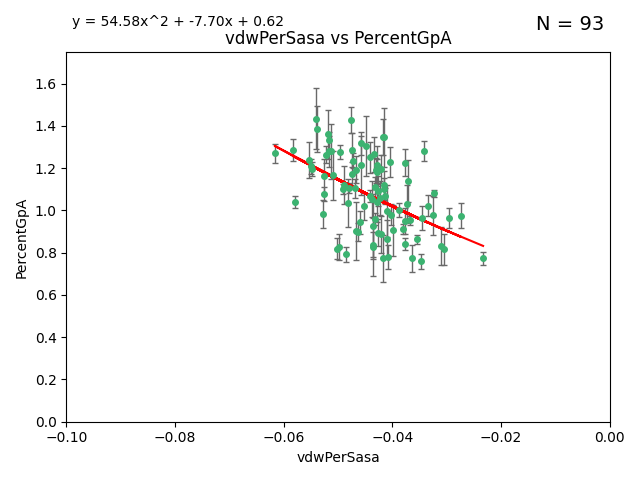 y = 54.58x^2 + -7.70x + 0.62
N = 93
vdwPerSasa vs PercentGpA
1.6
1.4
1.2
1.0
0.8
0.6
0.4
0.2
0.0
PercentGpA
−0.10 −0.08 −0.06 −0.04 −0.02 0.00
vdwPerSasa